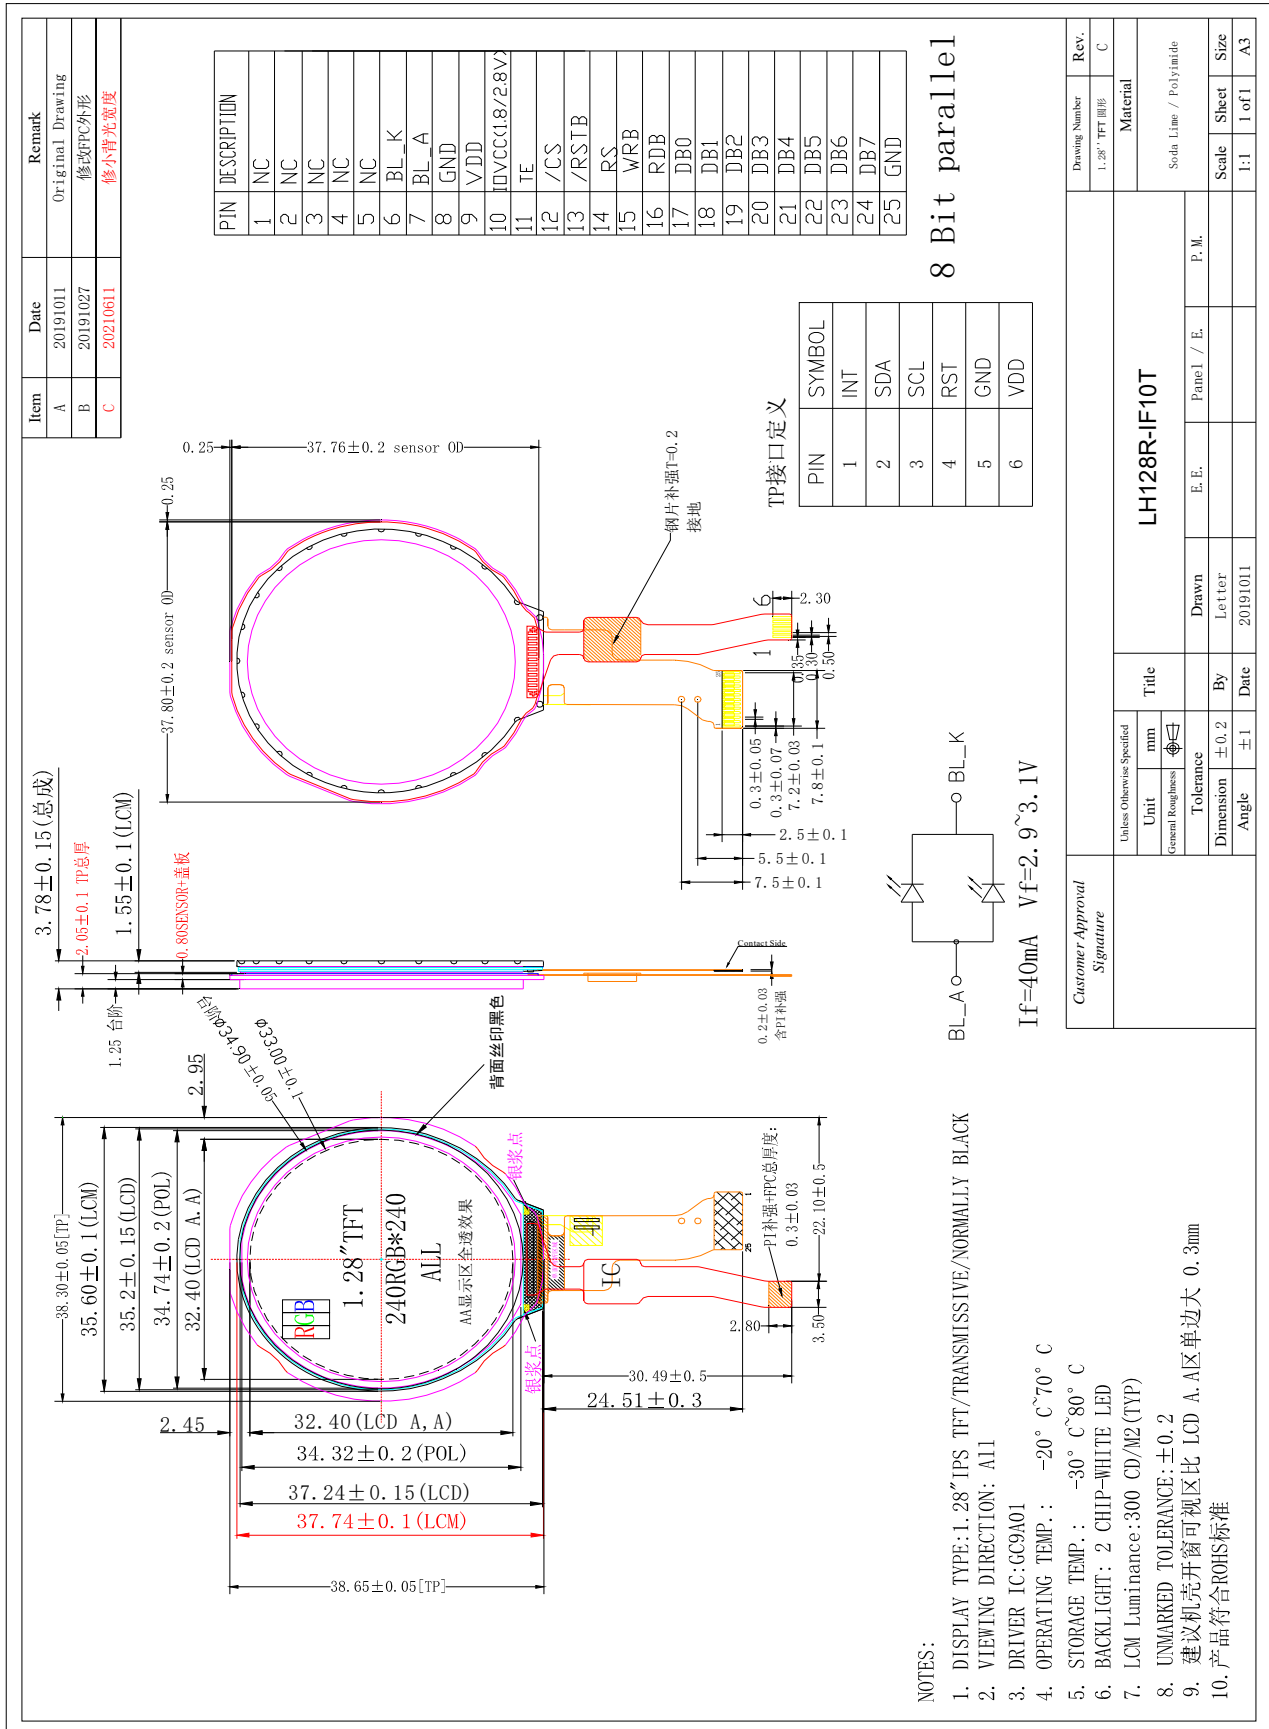 Item Date Remark
A 20191011 Original Drawing
B 20191027 修改FPC外形
C 20210611 修小背光宽度
38.30±0.05[TP]
35.60±0.1(LCM)
35.2±0.15(LCD)
34.74±0.2(POL)
32.40(LCD A.A)
2.95
2.45
台阶Φ34.90±0.05
Φ33.00±0.1
RGB
1.28"TFT
240RGB*240
ALL
AA显示区全透效果
背面丝印黑色
银浆点
银浆点
32.40(LCD A,A)
34.32±0.2(POL)
37.24±0.15(LCD)
37.74±0.1(LCM)
38.65±0.05[TP]
IC
25
1
PI补强+FPC总厚度:
0.3±0.03
22.10±0.5
2.80
3.50
30.49±0.5
24.51±0.3
3.78±0.15(总成)
2.05±0.1 TP总厚
1.55±0.1(LCM)
0.80SENSOR+盖板
1.25 台阶
Contact Side
0.2±0.03
含PI补强
0.25
37.76±0.2 sensor OD
0.25
37.80±0.2 sensor OD
钢片补强T=0.2
接地
1
6
2.30
0.35
0.30
0.50
0.3±0.05
0.3±0.07
7.2±0.03
7.8±0.1
2.5±0.1
5.5±0.1
7.5±0.1
PIN DESCRIPTION
1 NC
2 NC
3 NC
4 NC
5 NC
6 BL_K
7 BL_A
8 GND
9 VDD
10 IOVCC(1.8/2.8V)
11 TE
12 /CS
13 /RSTB
14 RS
15 WRB
16 RDB
17 DB0
18 DB1
19 DB2
20 DB3
21 DB4
22 DB5
23 DB6
24 DB7
25 GND
8 Bit parallel
TP接口定义
PIN SYMBOL
1 INT
2 SDA
3 SCL
4 RST
5 GND
6 VDD
BL_A
BL_K
If=40mA Vf=2.9~3.1V
NOTES:
1. DISPLAY TYPE:1.28"IPS TFT/TRANSMISSIVE/NORMALLY BLACK
2. VIEWING DIRECTION: All
3. DRIVER IC:GC9A01
4. OPERATING TEMP.: -20° C~70° C
5. STORAGE TEMP.: -30° C~80° C
6. BACKLIGHT: 2 CHIP-WHITE LED
7. LCM Luminance:300 CD/M2(TYP)
8. UNMARKED TOLERANCE:±0.2
9. 建议机壳开窗可视区比 LCD A.A区单边大 0.3mm
10.产品符合ROHS标准
Customer Approval
Signature
Unless Otherwise Specified
Unit mm
General Roughness
Tolerance
Dimension ±0.2
Angle ±1
Title
LH128R-IF10T
Drawn E.E. Panel / E. P.M.
By Letter
Date 20191011
Drawing Number Rev.
1.28''TFT 圆形 C
Material
Soda Lime / Polyimide
Scale Sheet Size
1:1 1 of1 A3